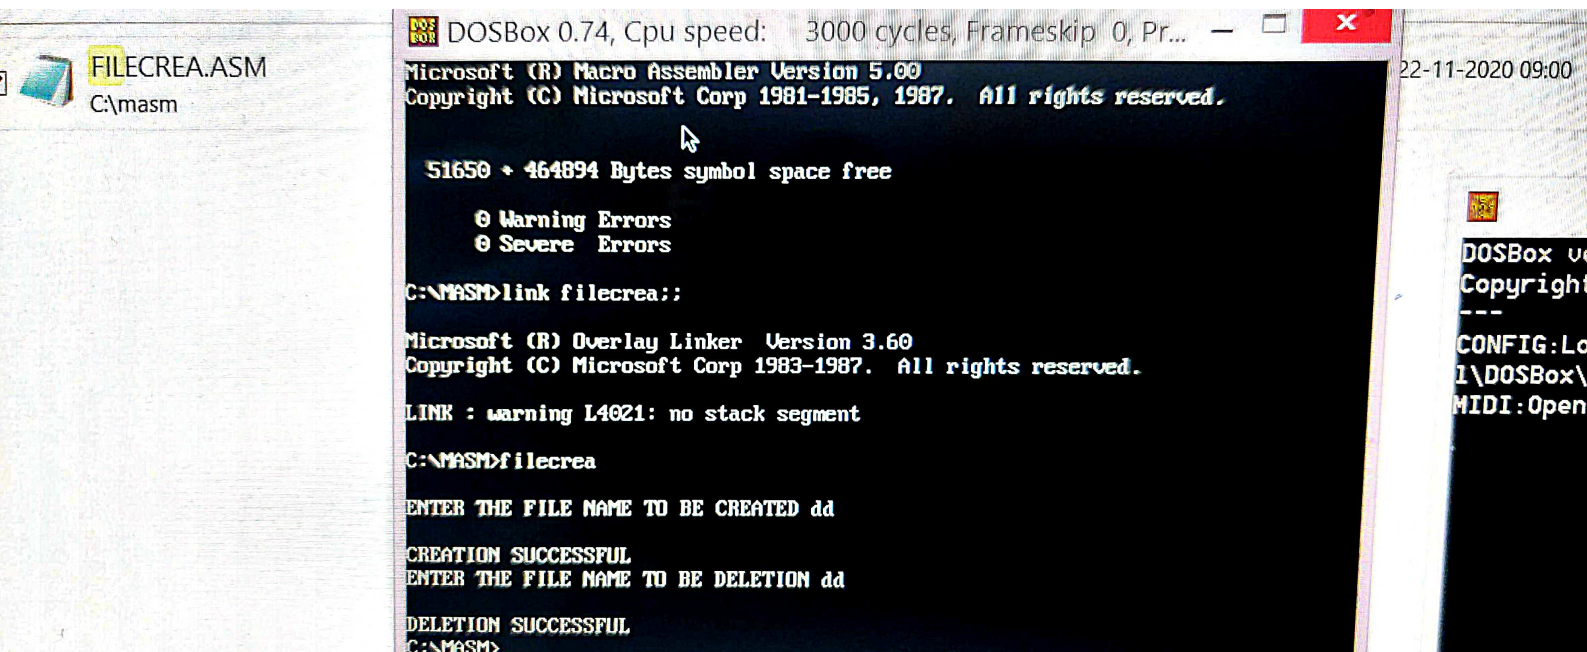 FILECREA.ASM
C:\masm
DOSBox 0.74, Cpu speed: 3000 cycles, Frameskip 0, Pr...
22-11-2020 09:00
Microsoft (R) Macro Assembler Version 5.00
Copyright (C) Microsoft Corp 1981-1985, 1987. All rights reserved.
51650 + 464894 Bytes symbol space free
0 Warning Errors
0 Severe Errors
C:\MASM>link filecrea;;
Microsoft (R) Overlay Linker Version 3.60
Copyright (C) Microsoft Corp 1983-1987. All rights reserved.
LINK : warning L4021: no stack segment
C:\MASM>filecrea
ENTER THE FILE NAME TO BE CREATED dd
CREATION SUCCESSFUL
ENTER THE FILE NAME TO BE DELETION dd
DELETION SUCCESSFUL
C:\MASM>
DOSBox ve
Copyright
---
CONFIG:Lo
1\DOSBox\
MIDI:Open